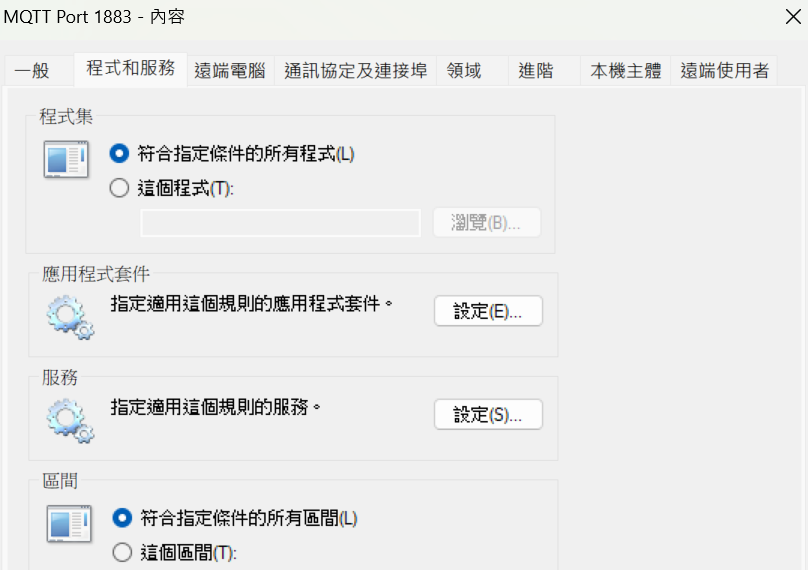 MQTT Port 1883 - 內容
一般 程式和服務 遠端電腦 通訊協定及連接埠 領域 進階 本機主體 遠端使用者
程式集
符合指定條件的所有程式(L)
這個程式(T):
瀏覽(B)...
應用程式套件
指定適用這個規則的應用程式套件。
設定(E)...
服務
指定適用這個規則的服務。
設定(S)...
區間
符合指定條件的所有區間(L)
這個區間(T):